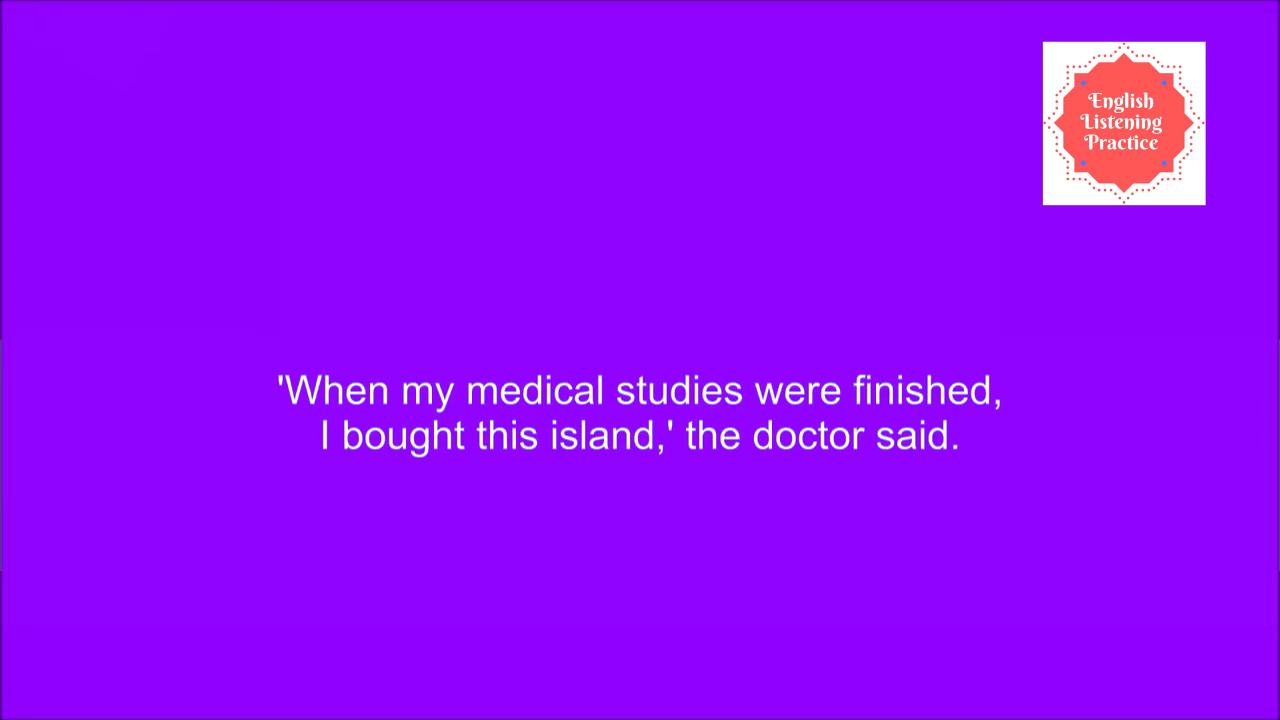 English
Listening
Practice
'When my medical studies were finished,
I bought this island,' the doctor said.